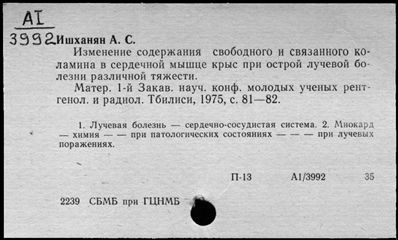 AI
3992 Ишханян А. С.
Изменение содержания свободного и связанного ко-
ламина в сердечной мышце крыс при острой лучевой бо-
лезни различной тяжести.
Матер. 1-й Закав. науч. конф. молодых ученых рент-
генол. и радиол. Тбилиси, 1975, с. 81—82.
1. Лучевая болезнь — сердечно-сосудистая система. 2. Миокард
— химия — — при патологических состояниях — — — при лучевых
поражениях.
П-13 А1/3992 35
2239 СБМБ при ГЦНМБ